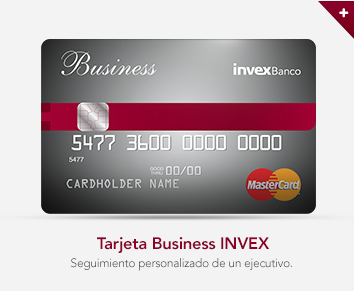 Business
invexBanco
5477 3600 0000 0000
5477
GOOD THRU 00/00
CARDHOLDER NAME
MasterCard
Tarjeta Business INVEX
Seguimiento personalizado de un ejecutivo.